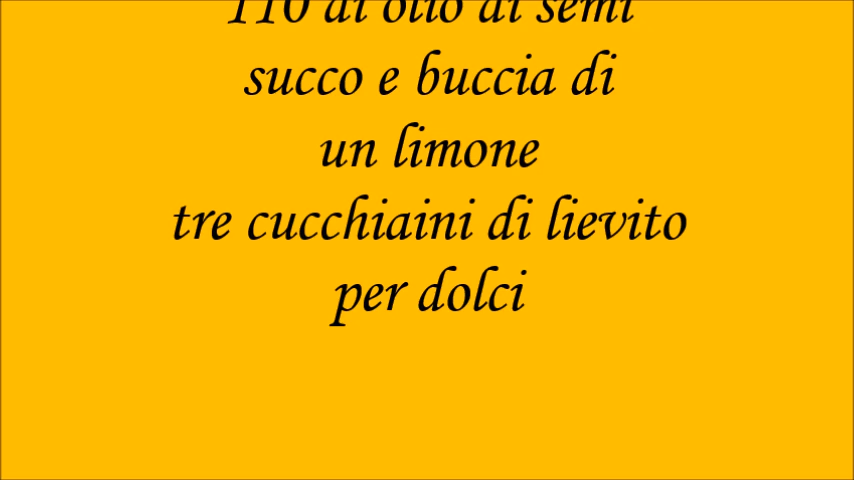 110 di olio di semi
succo e buccia di
un limone
tre cucchiaini di lievito
per dolci